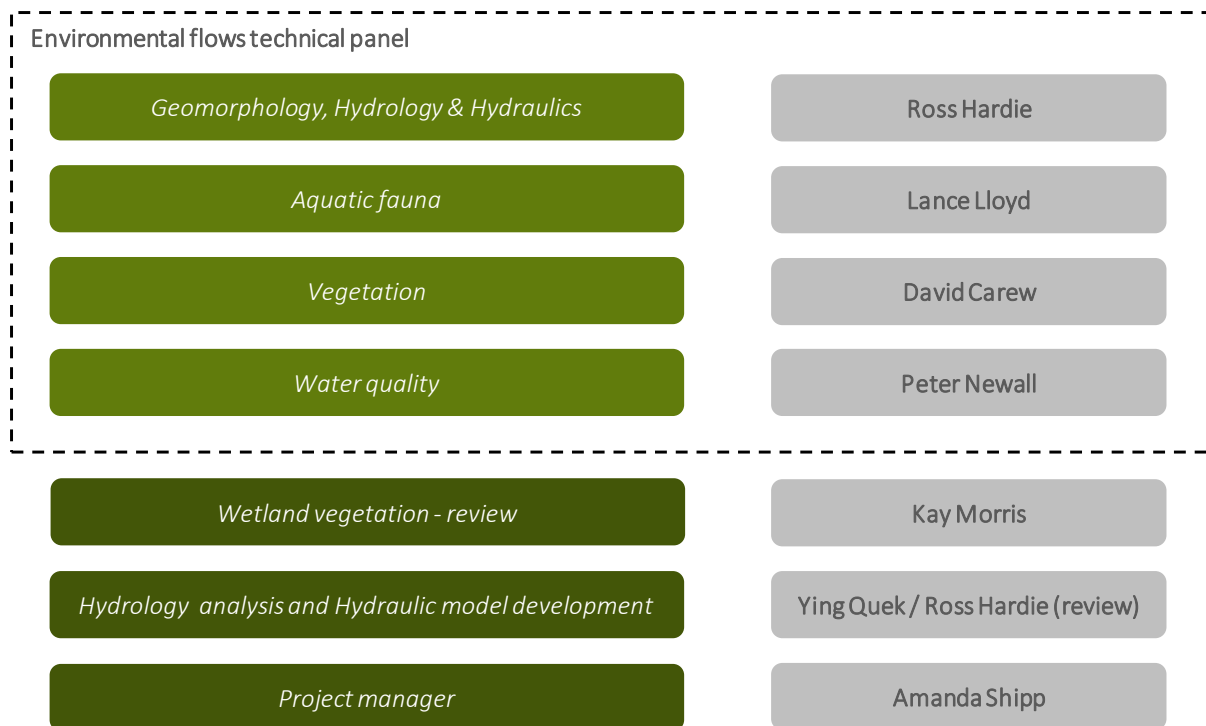 Environmental flows technical panel
Geomorphology, Hydrology & Hydraulics
Ross Hardie
Aquatic fauna
Lance Lloyd
Vegetation
David Carew
Water quality
Peter Newall
Wetland vegetation - review
Kay Morris
Hydrology analysis and Hydraulic model development
Ying Quek / Ross Hardie (review)
Project manager
Amanda Shipp